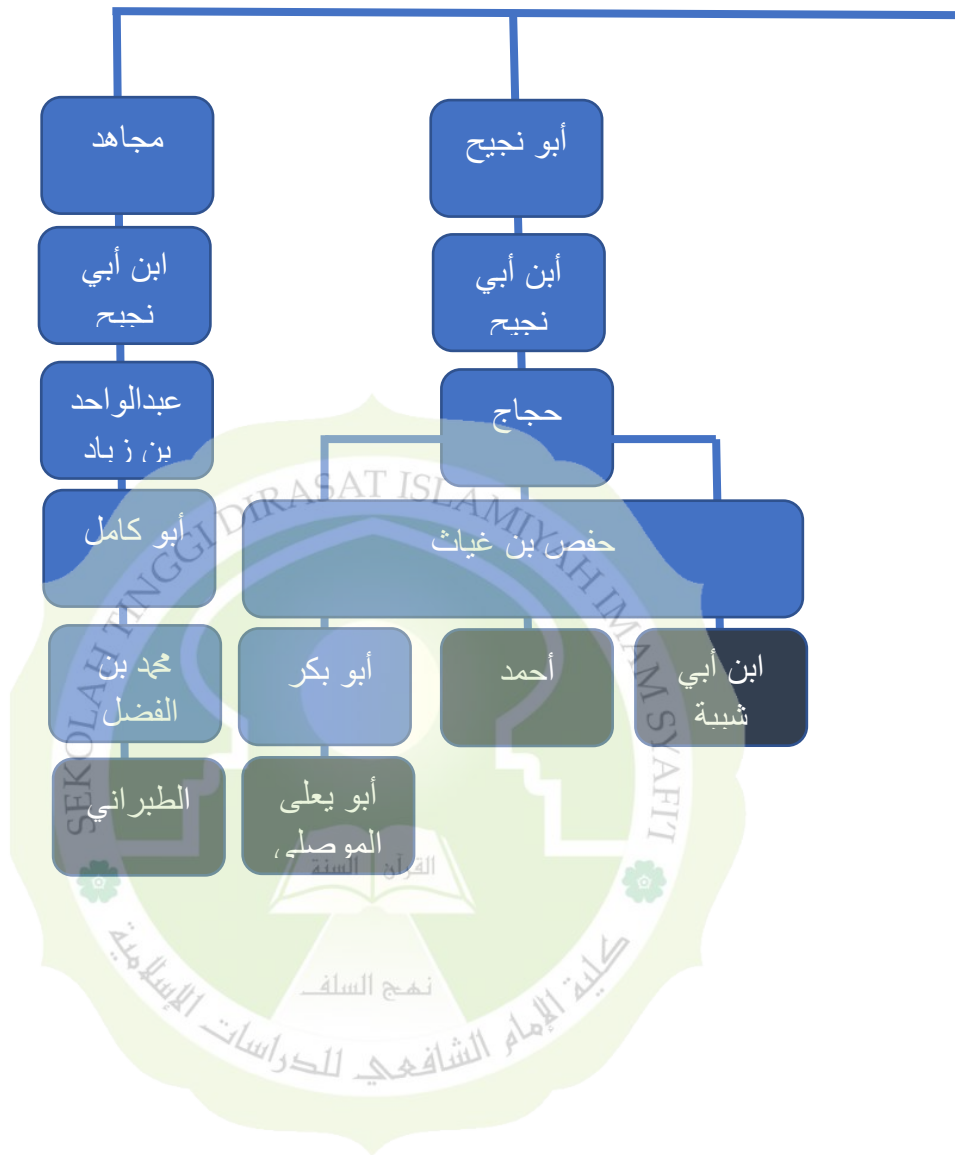 أبو نجيح
مجاهد
أبن أبي
نجيح
ابن أبي
نجيح
حجاج
عبدالواحد
بن زياد
حفص بن غياث
أبو كامل
ابن أبي
شيبة
أحمد
أبو بكر
محمد بن
الفضل
أبو يعلى
الموصلي
الطبراني
SEKOLAH TINGGI DIRASAT ISLAMIYAH IMAM SYAFI'I
القرآن السنة
نهج السلف
كلية الإمام الشافعي للدراسات الإسلامية